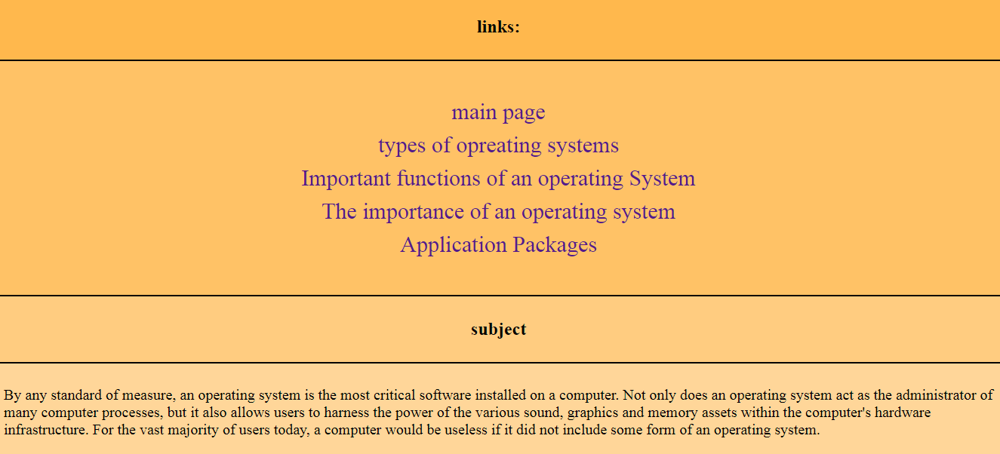 links:
main page
types of opreating systems
Important functions of an operating System
The importance of an operating system
Application Packages
subject
By any standard of measure, an operating system is the most critical software installed on a computer. Not only does an operating system act as the administrator of
many computer processes, but it also allows users to harness the power of the various sound, graphics and memory assets within the computer's hardware
infrastructure. For the vast majority of users today, a computer would be useless if it did not include some form of an operating system.